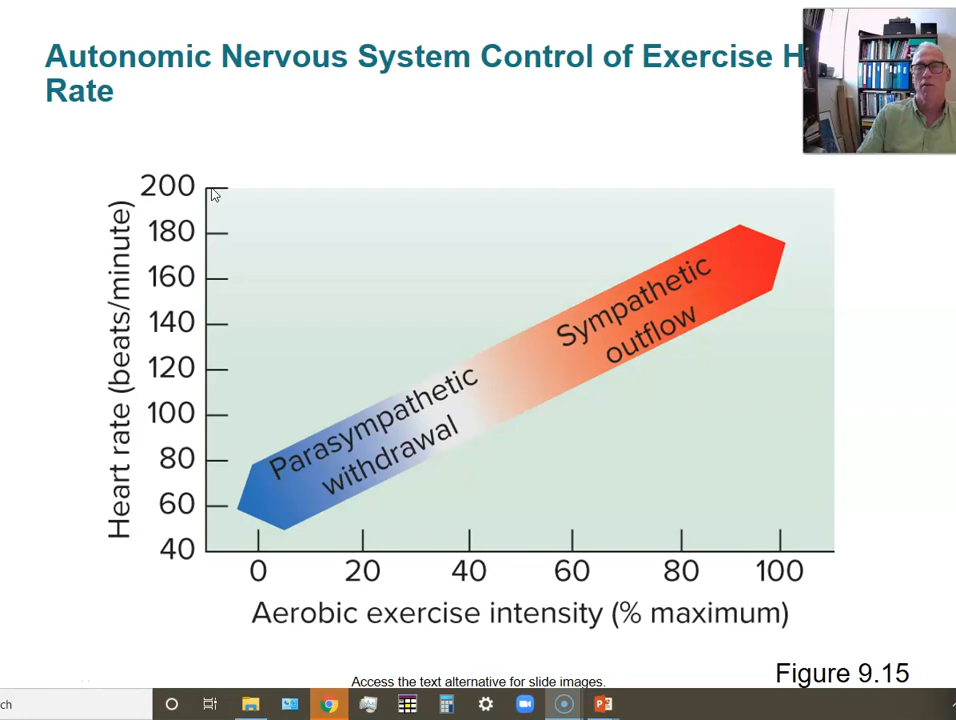 Autonomic Nervous System Control of Exercise H
Rate
200
180
160
140
120
100
80
60
40
Heart rate (beats/minute)
Sympathetic
outflow
Parasympathetic
withdrawal
0 20 40 60 80 100
Aerobic exercise intensity (% maximum)
Figure 9.15
Access the text alternative for slide images.
ch